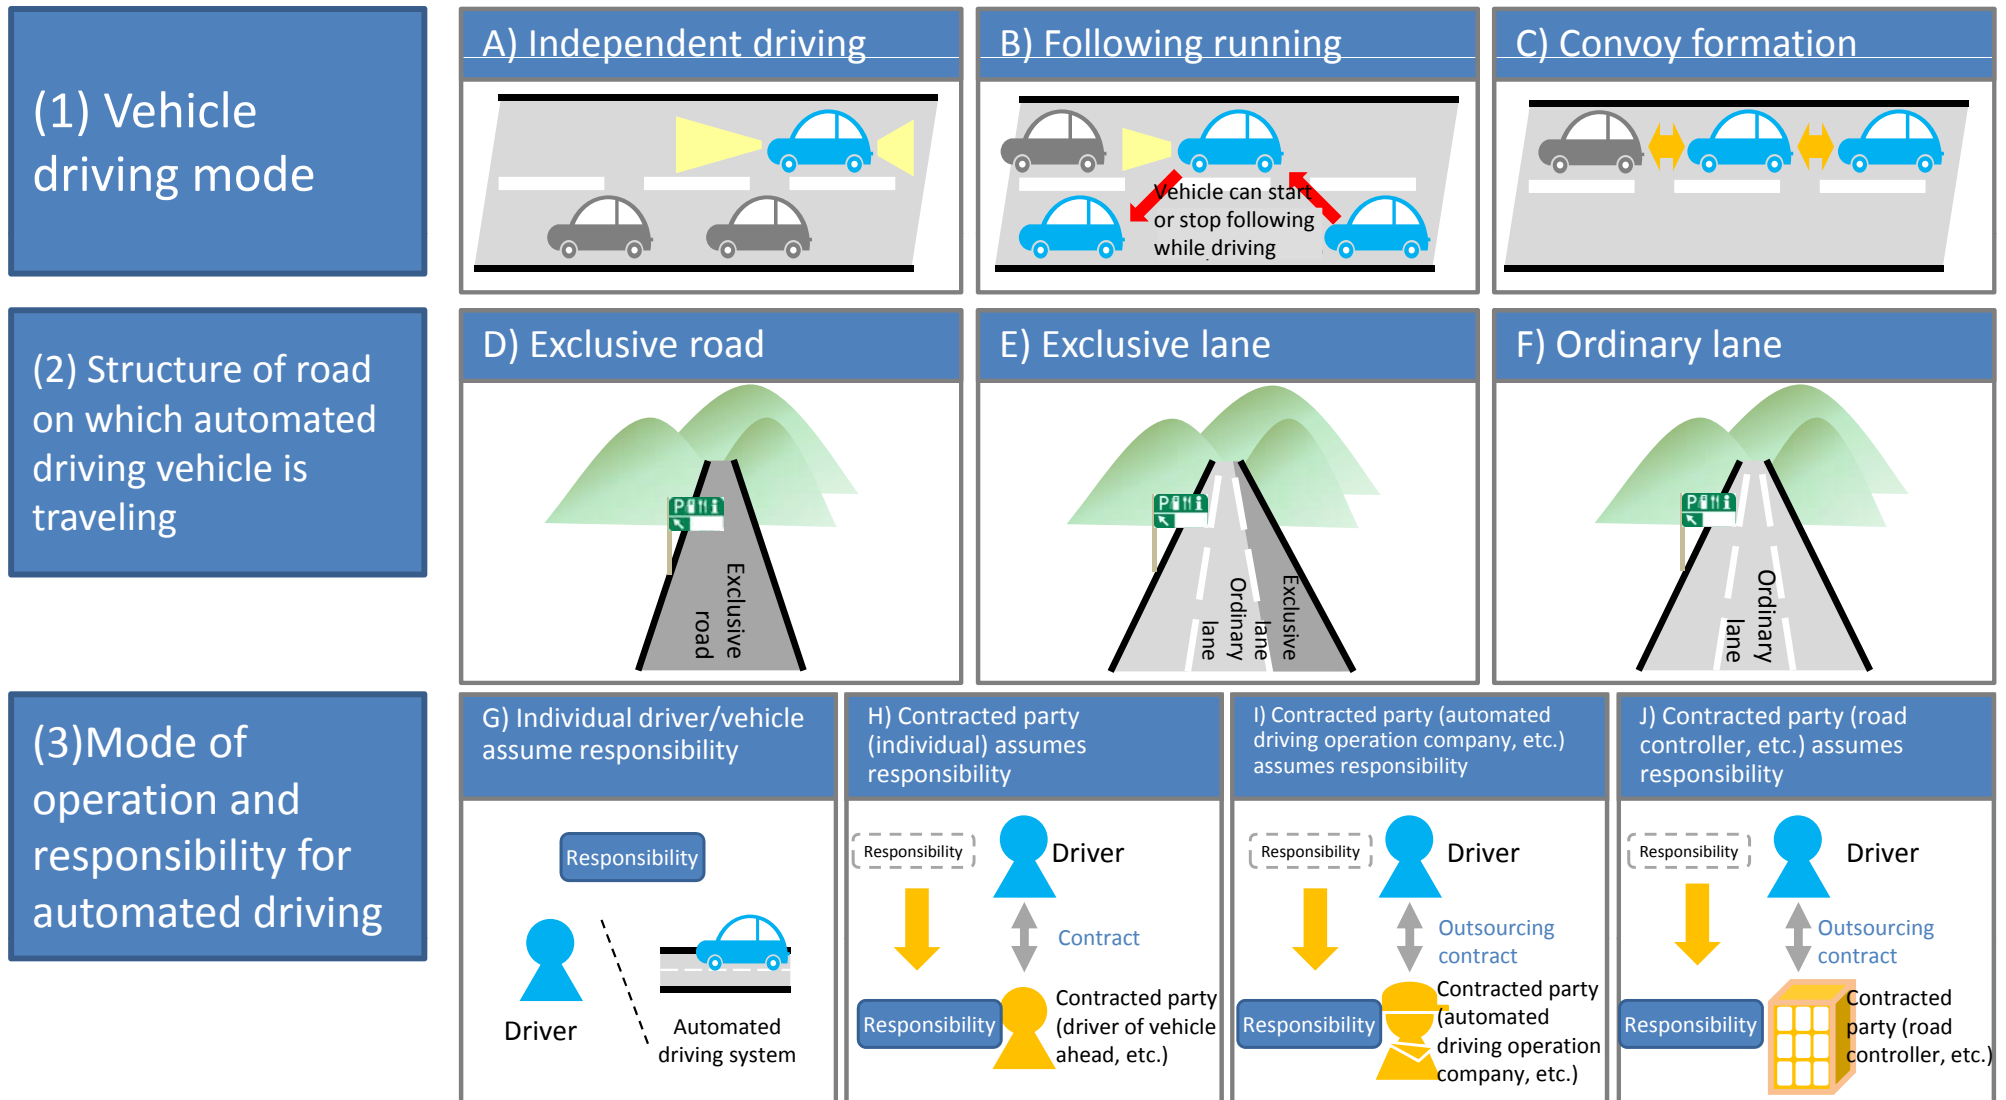 (1) Vehicle
driving mode
A) Independent driving
B) Following running
Vehicle can start
or stop following
while driving
C) Convoy formation
(2) Structure of road
on which automated
driving vehicle is
traveling
D) Exclusive road
P i
Exclusive
road
E) Exclusive lane
P i
Ordinary
lane
Exclusive
lane
F) Ordinary lane
P i
Ordinary
lane
(3)Mode of
operation and
responsibility for
automated driving
G) Individual driver/vehicle
assume responsibility
Responsibility
Driver
Automated
driving system
H) Contracted party
(individual) assumes
responsibility
Responsibility
Driver
Contract
Responsibility
Contracted party
(driver of vehicle
ahead, etc.)
I) Contracted party (automated
driving operation company, etc.)
assumes responsibility
Responsibility
Driver
Outsourcing
contract
Responsibility
Contracted party
(automated
driving operation
company, etc.)
J) Contracted party (road
controller, etc.) assumes
responsibility
Responsibility
Driver
Outsourcing
contract
Responsibility
Contracted
party (road
controller, etc.)